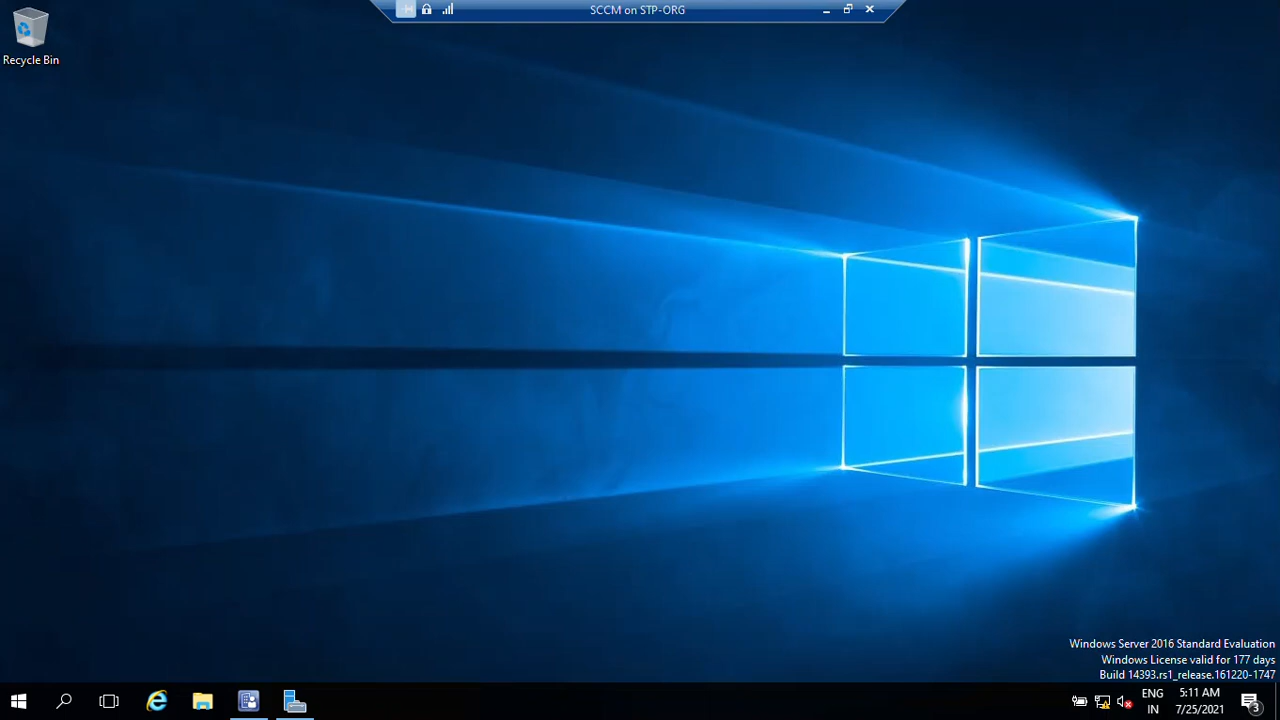 SCCM on STP-ORG
Recycle Bin
Windows Server 2016 Standard Evaluation
Windows License valid for 177 days
Build 14393.rs1_release.161220-1747
ENG
IN
5:11 AM
7/25/2021
3